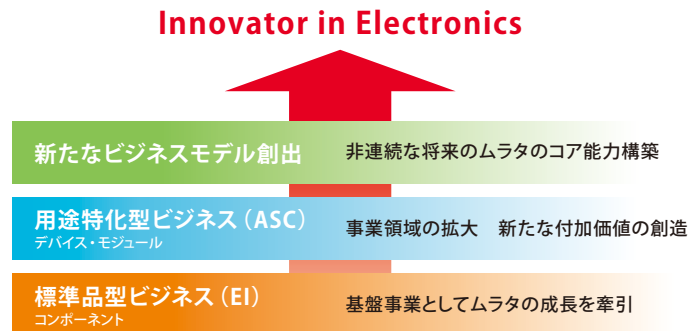 Innovator in Electronics
新たなビジネスモデル創出 非連続な将来のムラタのコア能力構築
用途特化型ビジネス（ASC） 事業領域の拡大 新たな付加価値の創造
デバイス・モジュール
標準品型ビジネス（EI） 基盤事業としてムラタの成長を牽引
コンポーネント